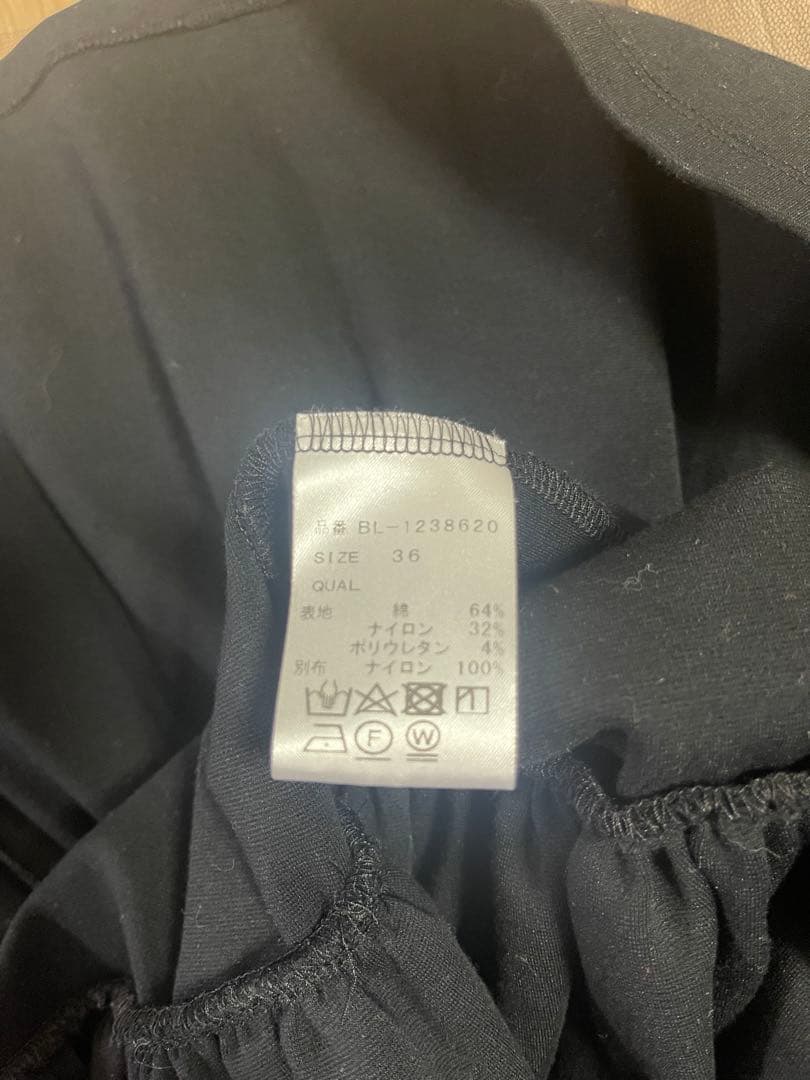 品番 BL-1238620
SIZE 36
QUAL
表地 綿 64%
ナイロン 32%
ポリウレタン 4%
別布 ナイロン 100%
F W